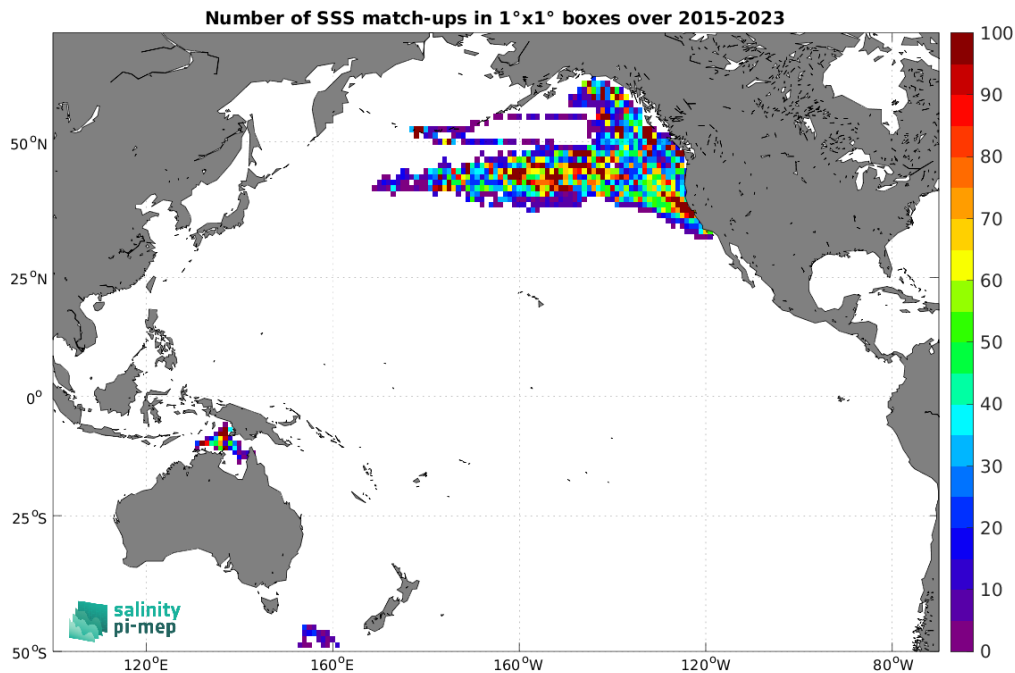 Number of SSS match-ups in 1°x1° boxes over 2015-2023
100
90
80
70
60
50
40
30
20
10
0
50°N
25°N
0°
25°S
50°S
120°E
160°E
160°W
120°W
80°W
salinity
pi-mep